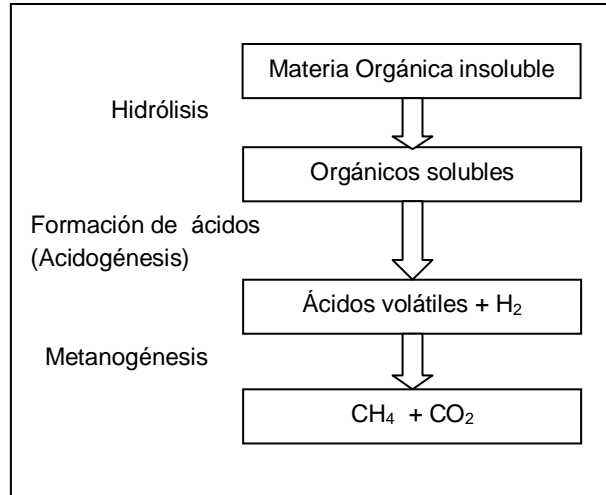 Materia Orgánica insoluble
Hidrólisis
Orgánicos solubles
Formación de ácidos
(Acidogénesis)
Ácidos volátiles + H₂
Metanogénesis
CH₄ + CO₂